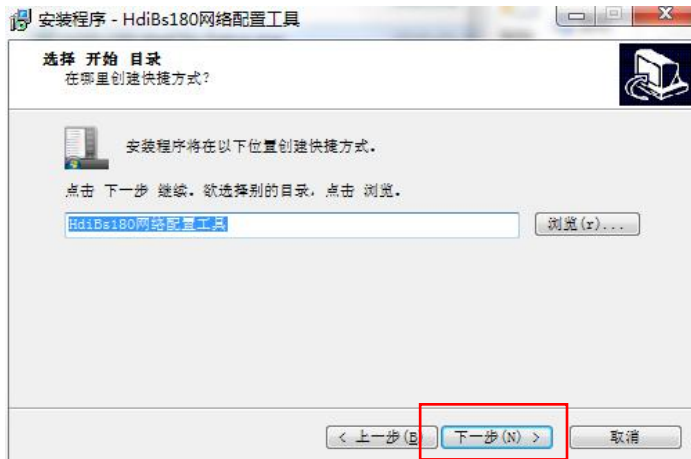 安装程序 - HdiBs180网络配置工具
选择 开始 目录
在哪里创建快捷方式?
安装程序将在以下位置创建快捷方式.
点击 下一步 继续. 欲选择别的目录, 点击 浏览.
HdiBs180网络配置工具
浏览(r)...
< 上一步(B
下一步(N) >
取消